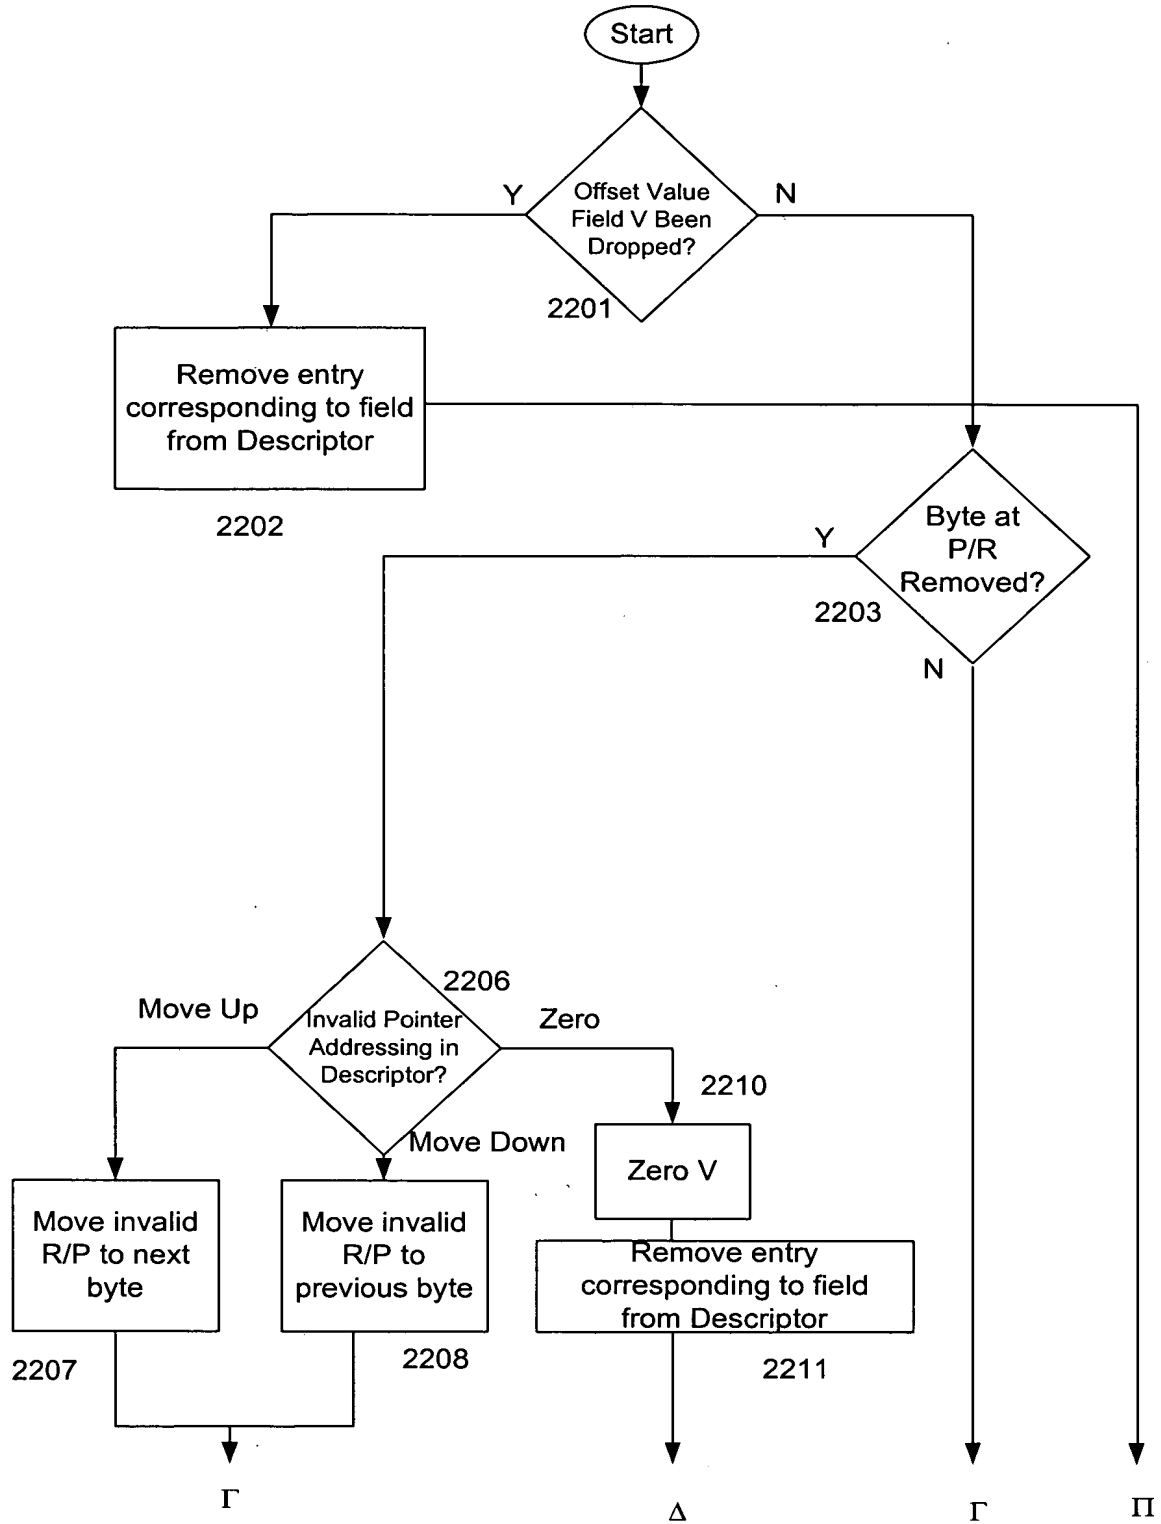 Start
Y
Offset Value
Field V Been
Dropped?
N
2201
Remove entry
corresponding to field
from Descriptor
2202
Byte at
P/R
Removed?
Y
2203
N
2206
Move Up
Invalid Pointer
Addressing in
Descriptor?
Zero
2210
Move Down
Zero V
Move invalid
R/P to next
byte
Move invalid
R/P to
previous byte
Remove entry
corresponding to field
from Descriptor
2207
2208
2211
Γ
Δ
Γ
Π